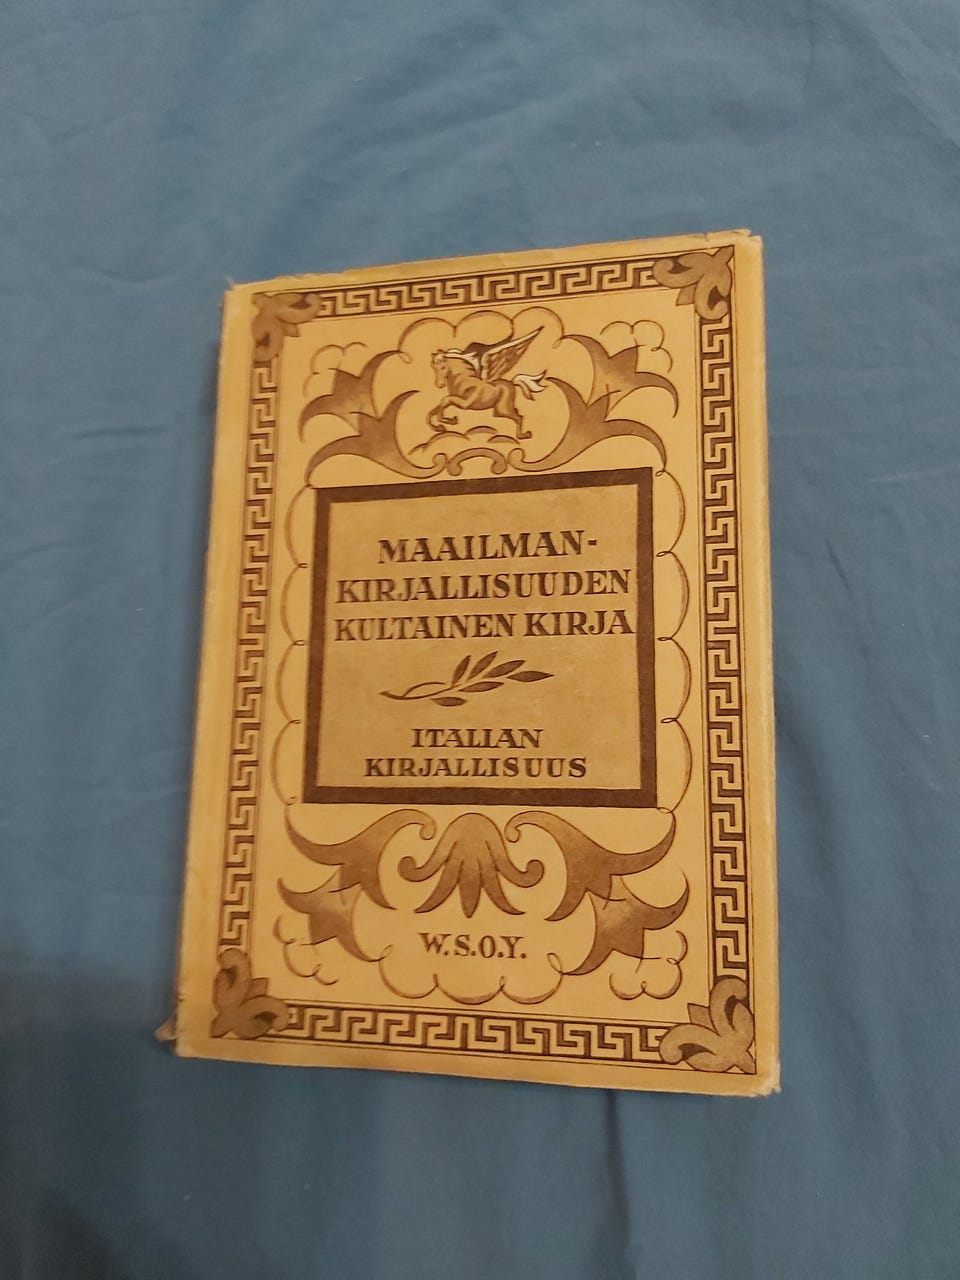 MAAILMAN-
KIRJALLISUUDEN
KULTAINEN KIRJA
ITALIAN
KIRJALLISUUS
W.S.O.Y.